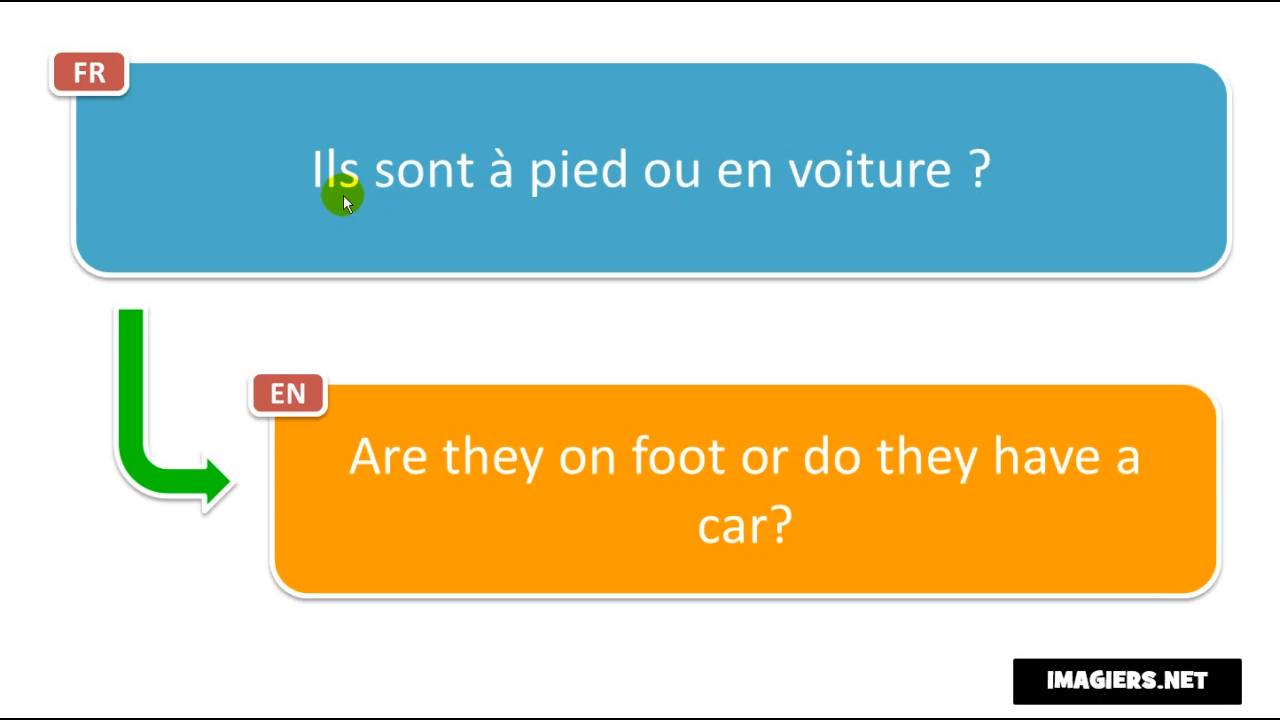 FR
Ils sont à pied ou en voiture ?
EN
Are they on foot or do they have a
car?
IMAGIERS.NET